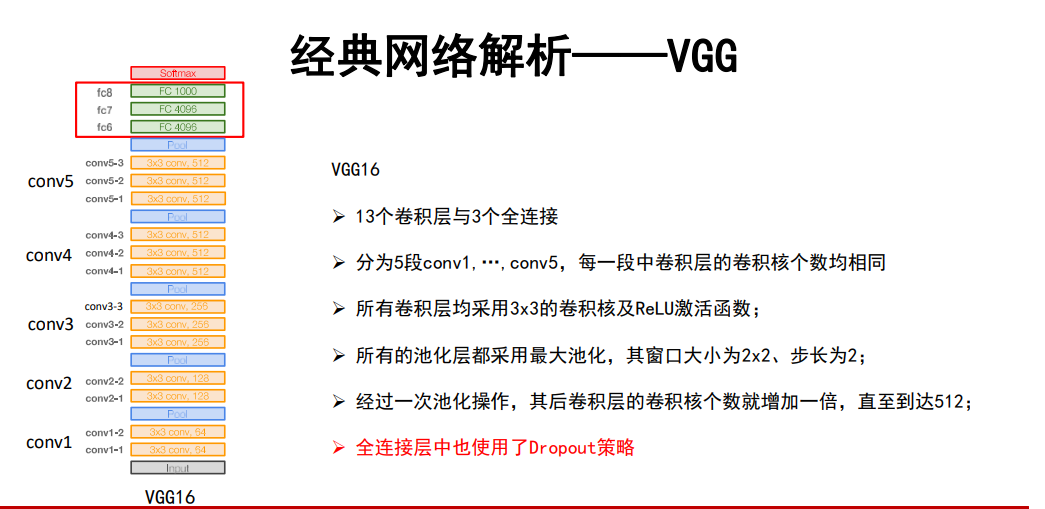 经典网络解析——VGG
Softmax
fc8 FC 1000
fc7 FC 4096
fc6 FC 4096
Pool
conv5-3 3x3 conv, 512
conv5 conv5-2 3x3 conv, 512
conv5-1 3x3 conv, 512
Pool
conv4-3 3x3 conv, 512
conv4 conv4-2 3x3 conv, 512
conv4-1 3x3 conv, 512
Pool
conv3-3 3x3 conv, 256
conv3 conv3-2 3x3 conv, 256
conv3-1 3x3 conv, 256
Pool
conv2 conv2-2 3x3 conv, 128
conv2-1 3x3 conv, 128
Pool
conv1 conv1-2 3x3 conv, 64
conv1-1 3x3 conv, 64
Input
VGG16
VGG16
➢ 13个卷积层与3个全连接
➢ 分为5段conv1,…,conv5，每一段中卷积层的卷积核个数均相同
➢ 所有卷积层均采用3x3的卷积核及ReLU激活函数；
➢ 所有的池化层都采用最大池化，其窗口大小为2x2、步长为2；
➢ 经过一次池化操作，其后卷积层的卷积核个数就增加一倍，直至到达512；
➢ 全连接层中也使用了Dropout策略